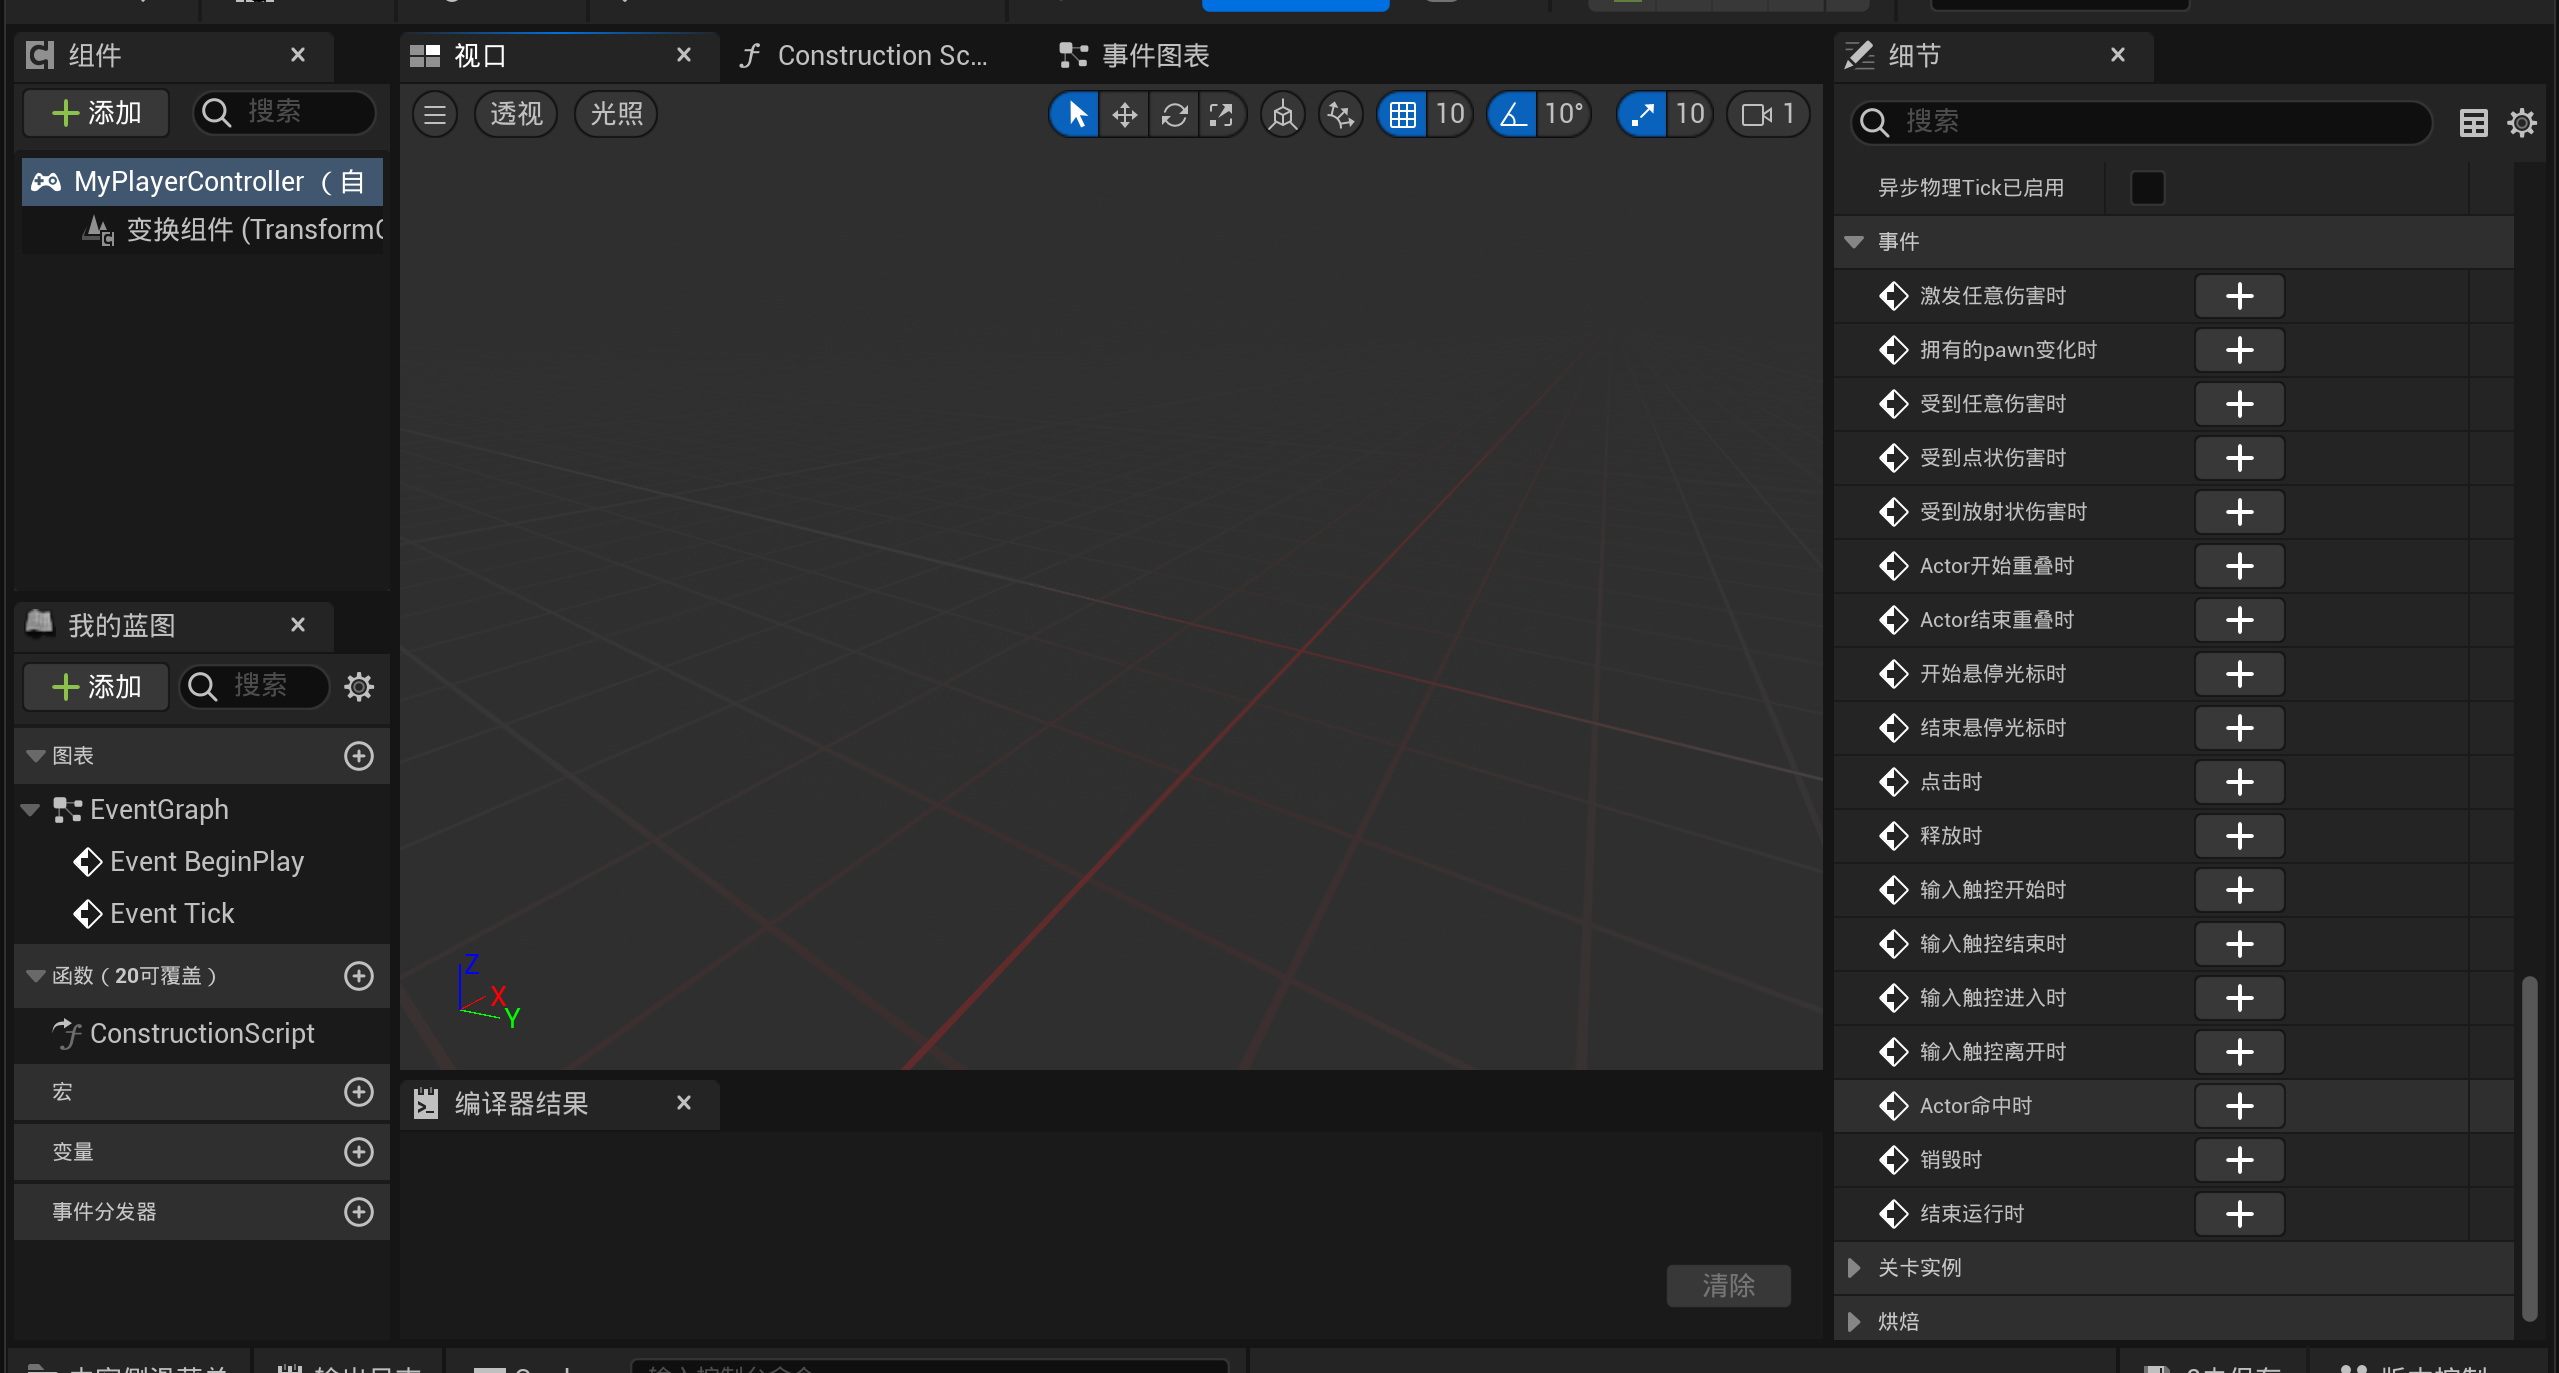 组件
添加
搜索
MyPlayerController （自
变换组件 (Transform
我的蓝图
添加
搜索
图表
EventGraph
Event BeginPlay
Event Tick
函数（20可覆盖）
ConstructionScript
宏
变量
事件分发器
视口
Construction Sc...
事件图表
透视
光照
10
10°
10
1
Z
X
Y
编译器结果
清除
细节
搜索
异步物理Tick已启用
事件
激发任意伤害时
拥有的pawn变化时
受到任意伤害时
受到点状伤害时
受到放射状伤害时
Actor开始重叠时
Actor结束重叠时
开始悬停光标时
结束悬停光标时
点击时
释放时
输入触控开始时
输入触控结束时
输入触控进入时
输入触控离开时
Actor命中时
销毁时
结束运行时
关卡实例
烘焙